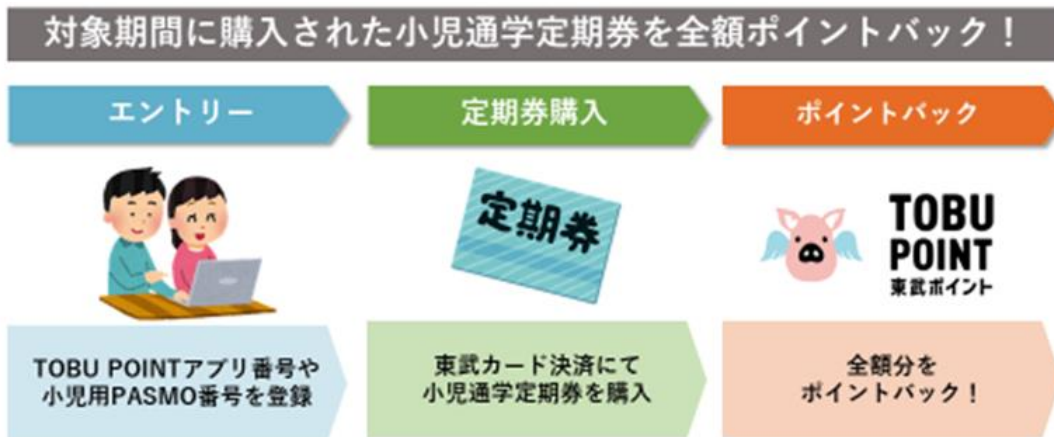 対象期間に購入された小児通学定期券を全額ポイントバック！
エントリー
定期券購入
ポイントバック
定期券
TOBU
POINT
東武ポイント
TOBU POINTアプリ番号や
小児用PASMO番号を登録
東武カード決済にて
小児通学定期券を購入
全額分を
ポイントバック！